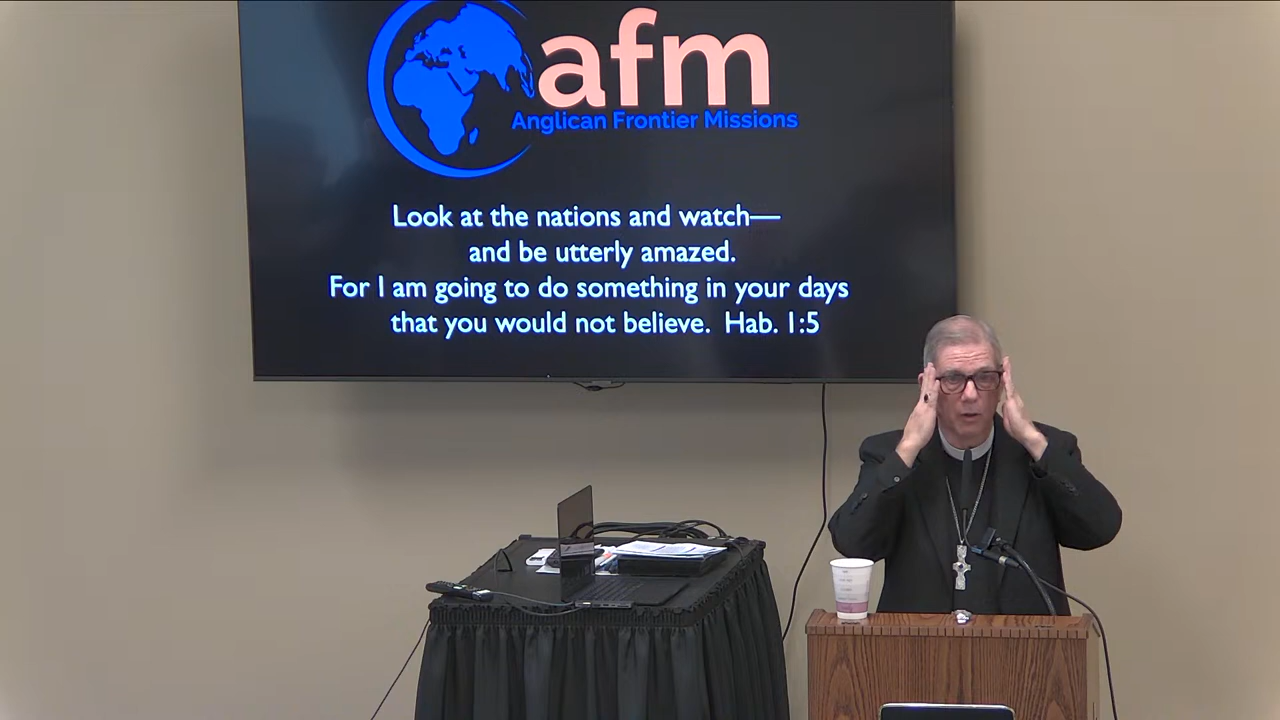 afm
Anglican Frontier Missions
Look at the nations and watch—
and be utterly amazed.
For I am going to do something in your days
that you would not believe. Hab. 1:5